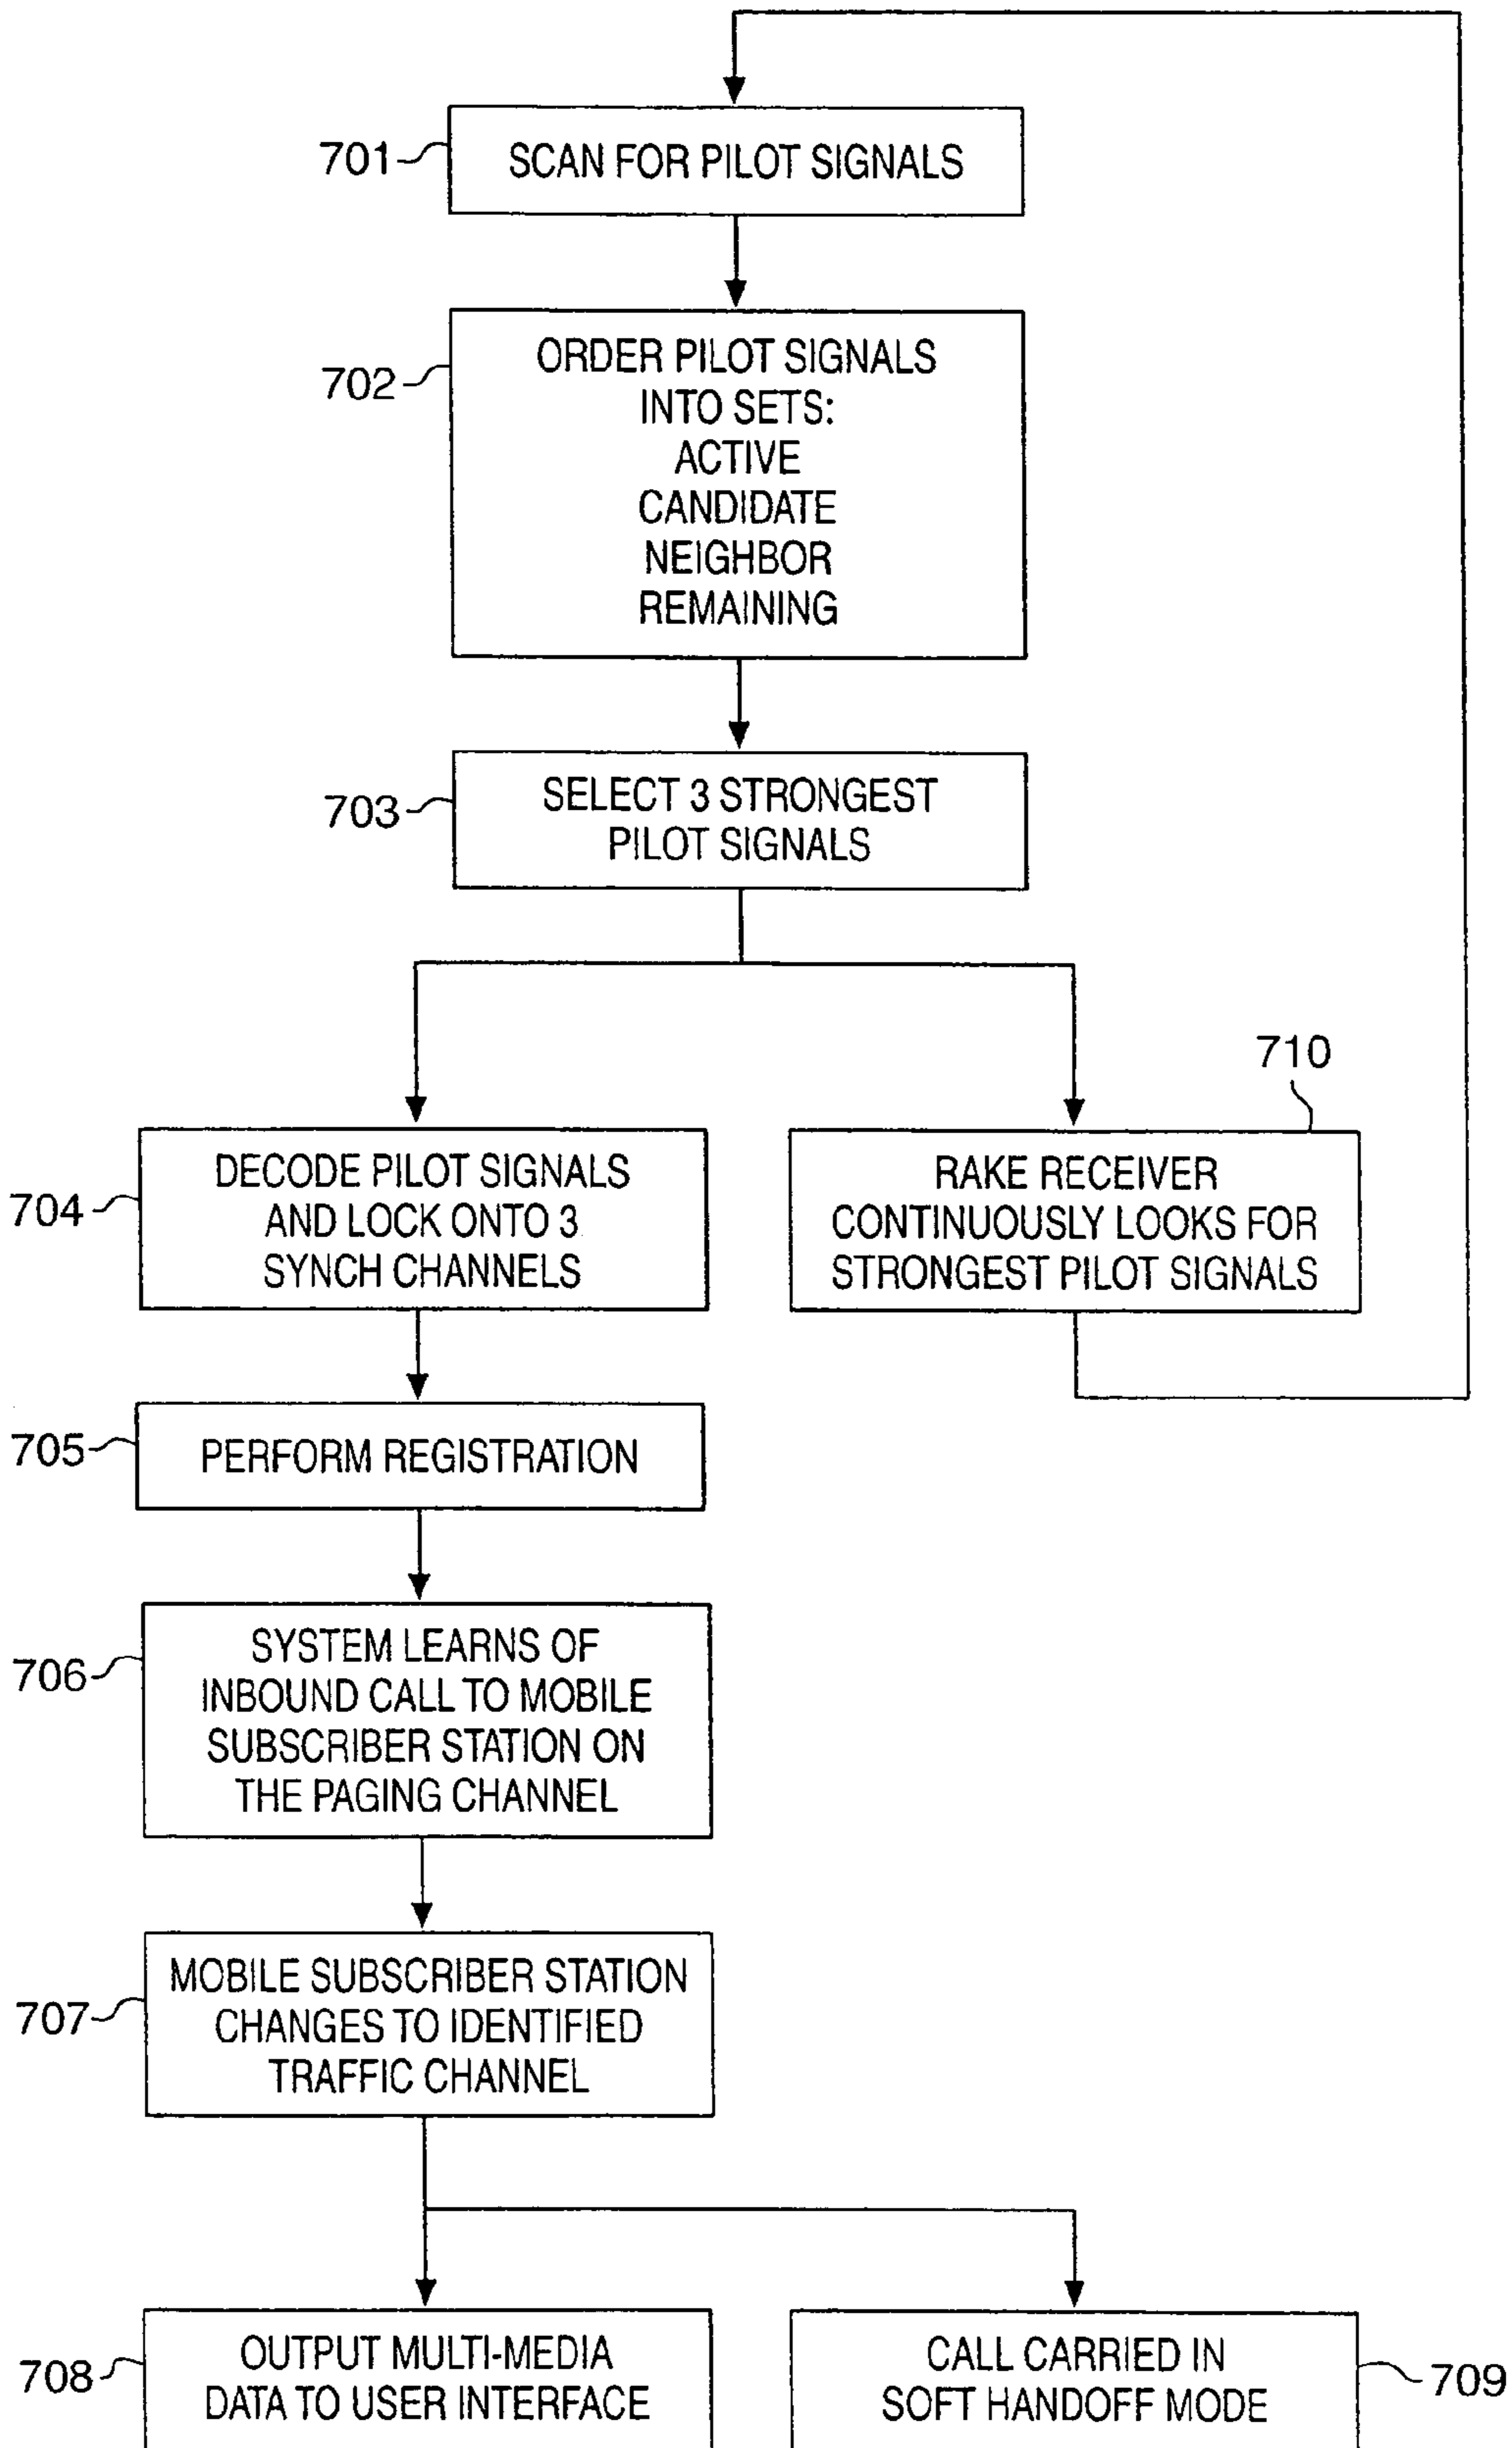 701
SCAN FOR PILOT SIGNALS
702
ORDER PILOT SIGNALS
INTO SETS:
ACTIVE
CANDIDATE
NEIGHBOR
REMAINING
703
SELECT 3 STRONGEST
PILOT SIGNALS
704
DECODE PILOT SIGNALS
AND LOCK ONTO 3
SYNCH CHANNELS
710
RAKE RECEIVER
CONTINUOUSLY LOOKS FOR
STRONGEST PILOT SIGNALS
705
PERFORM REGISTRATION
706
SYSTEM LEARNS OF
INBOUND CALL TO MOBILE
SUBSCRIBER STATION ON
THE PAGING CHANNEL
707
MOBILE SUBSCRIBER STATION
CHANGES TO IDENTIFIED
TRAFFIC CHANNEL
708
OUTPUT MULTI-MEDIA
DATA TO USER INTERFACE
CALL CARRIED IN
SOFT HANDOFF MODE
709